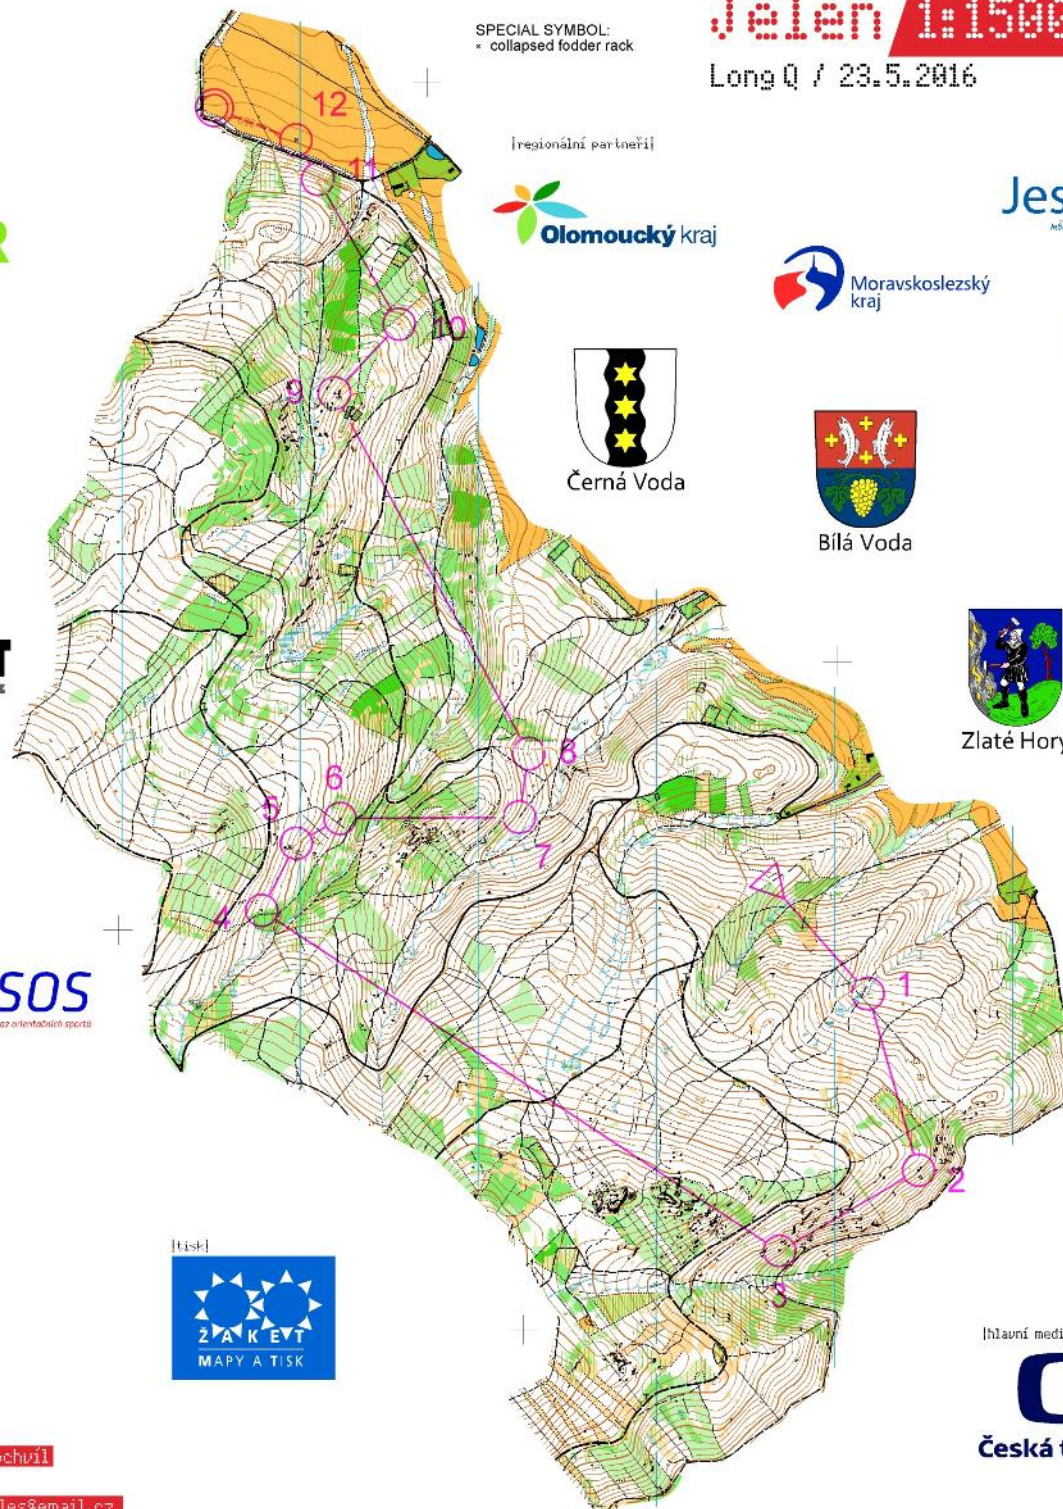 SPECIAL SYMBOL:
× collapsed fodder rack
Jelen
Long Q / 23.5.2016
|regionální partneři|
Olomoucký kraj
Jes
Moravskoslezský
kraj
Černá Voda
Bílá Voda
Zlaté Hory
12
11
10
9
8
6
5
7
4
1
2
3
SOS
|tisk|
ŽAKET
MAPY A TISK
|hlavní medi
Česká t